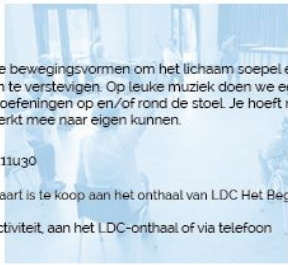 e bewegingsvormen om het lichaam soepel e
n te verstevigen. Op leuke muziek doen we ee
oefeningen op en/of rond de stoel. Je hoeft n
erkt mee naar eigen kunnen.
11u30
aart is te koop aan het onthaal van LDC Het Beg
ctiviteit, aan het LDC-onthaal of via telefoon